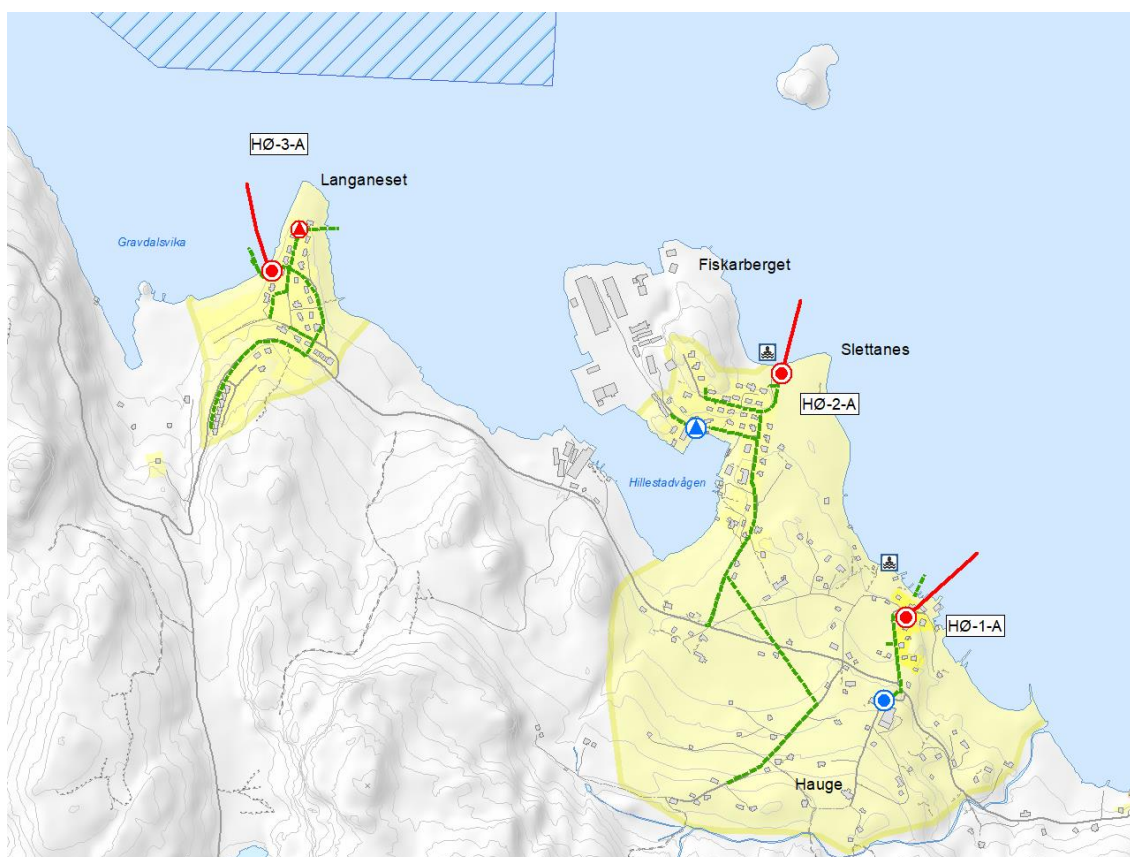 HØ-3-A
Langaneset
Gravdalsvika
Fiskarberget
Slettanes
HØ-2-A
Hillestadvågen
HØ-1-A
Hauge